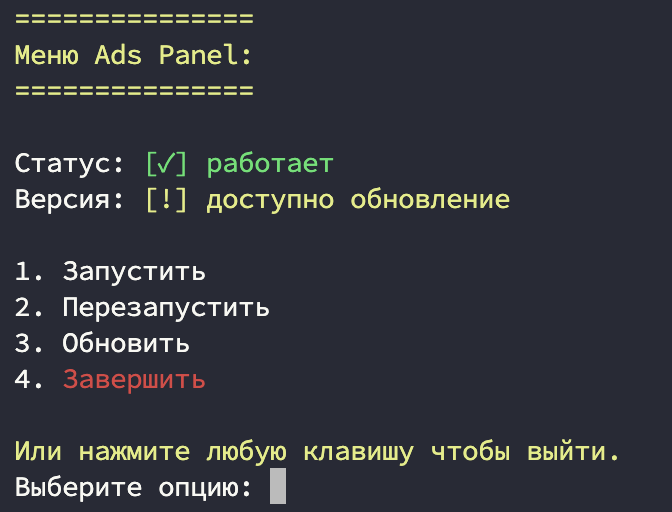 ===============
Меню Ads Panel:
===============
Статус: [✓] работает
Версия: [!] доступно обновление
1. Запустить
2. Перезапустить
3. Обновить
4. Завершить
Или нажмите любую клавишу чтобы выйти.
Выберите опцию: